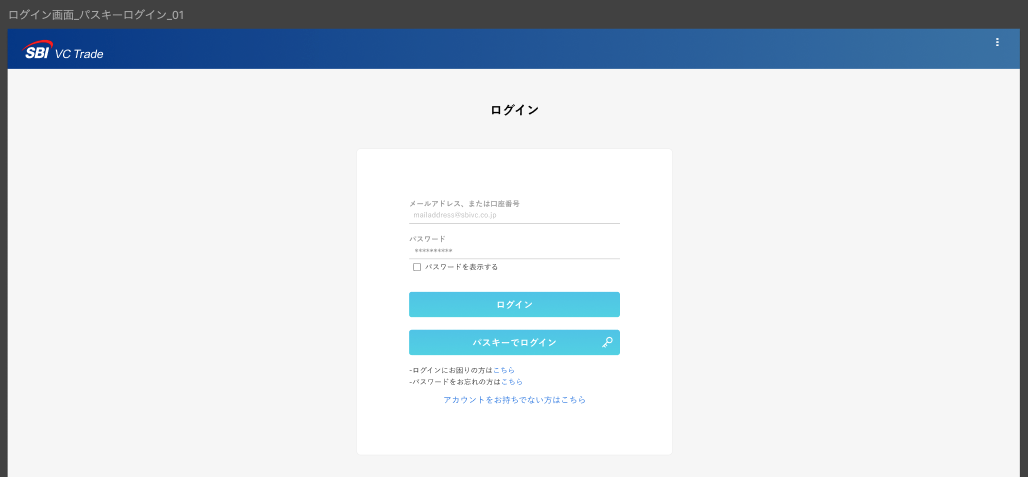 ログイン画面_パスキーログイン_01
SBI VC Trade
ログイン
メールアドレス、または口座番号
mailaddress@sbivc.co.jp
パスワード
**********
パスワードを表示する
ログイン
パスキーでログイン
-ログインにお困りの方はこちら
-パスワードをお忘れの方はこちら
アカウントをお持ちでない方はこちら